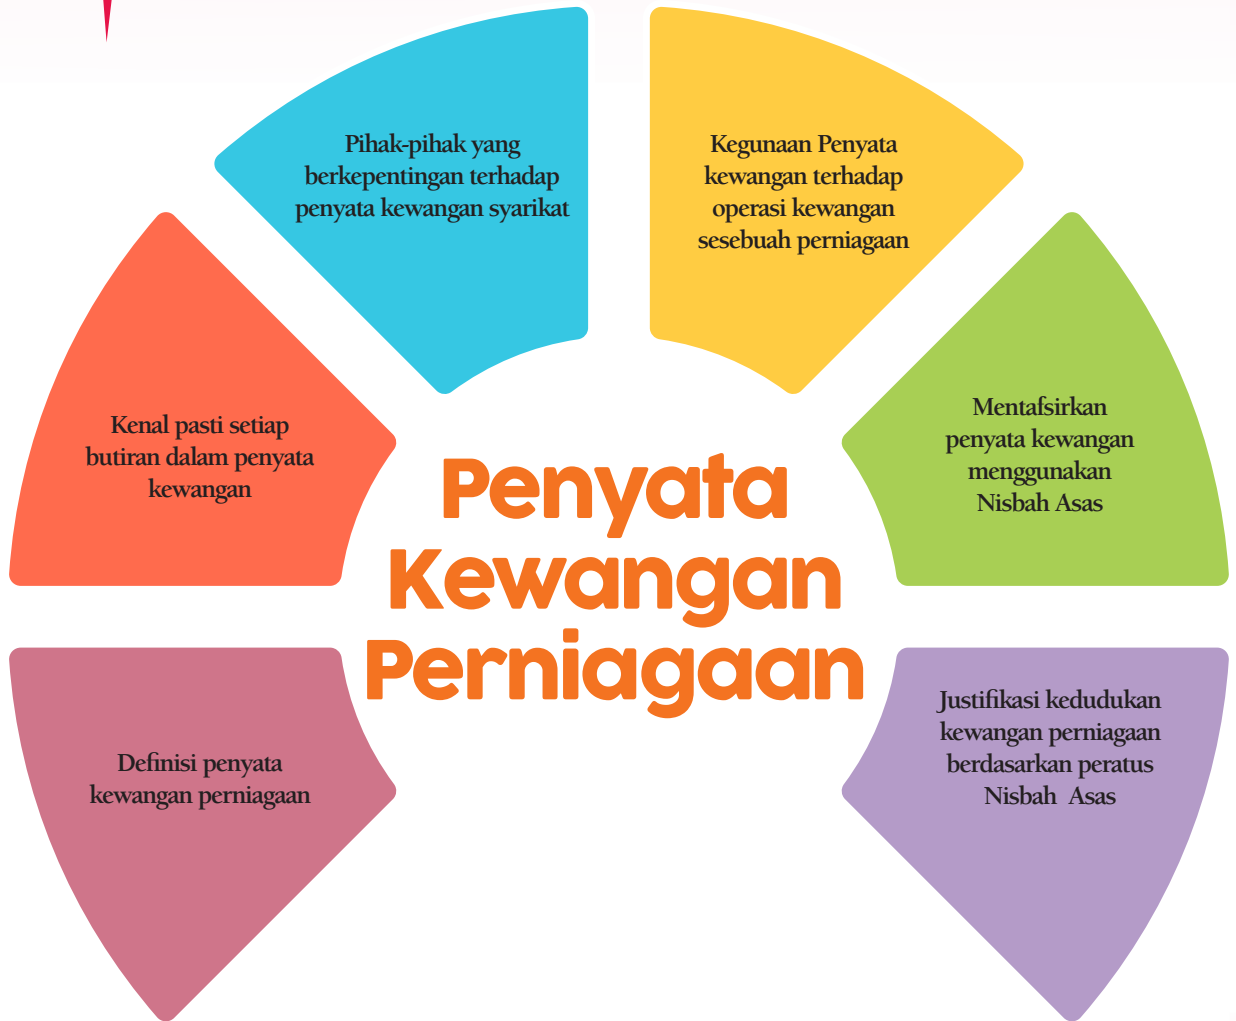 Pihak-pihak yang
berkepentingan terhadap
penyata kewangan syarikat
Kegunaan Penyata
kewangan terhadap
operasi kewangan
sesebuah perniagaan
Kenal pasti setiap
butiran dalam penyata
kewangan
Mentafsirkan
penyata kewangan
menggunakan
Nisbah Asas
Penyata
Kewangan
Perniagaan
Definisi penyata
kewangan perniagaan
Justifikasi kedudukan
kewangan perniagaan
berdasarkan peratus
Nisbah Asas